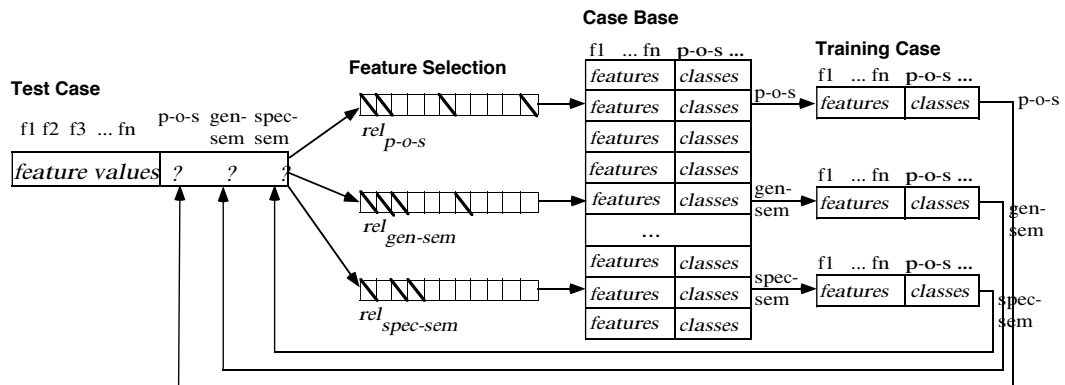 Case Base
f1 ... fn p-o-s ...
Training Case
Feature Selection
Test Case
features classes
f1 ... fn p-o-s ...
features classes
p-o-s
features classes
p-o-s
f1 f2 f3 ... fn
p-o-s gen-sem spec-sem
rel p-o-s
features classes
feature values ? ? ?
features classes
gen-sem
f1 ... fn p-o-s ...
features classes
features classes
gen-sem
rel gen-sem
...
features classes
spec-sem
f1 ... fn p-o-s ...
features classes
features classes
spec-sem
rel spec-sem
features classes